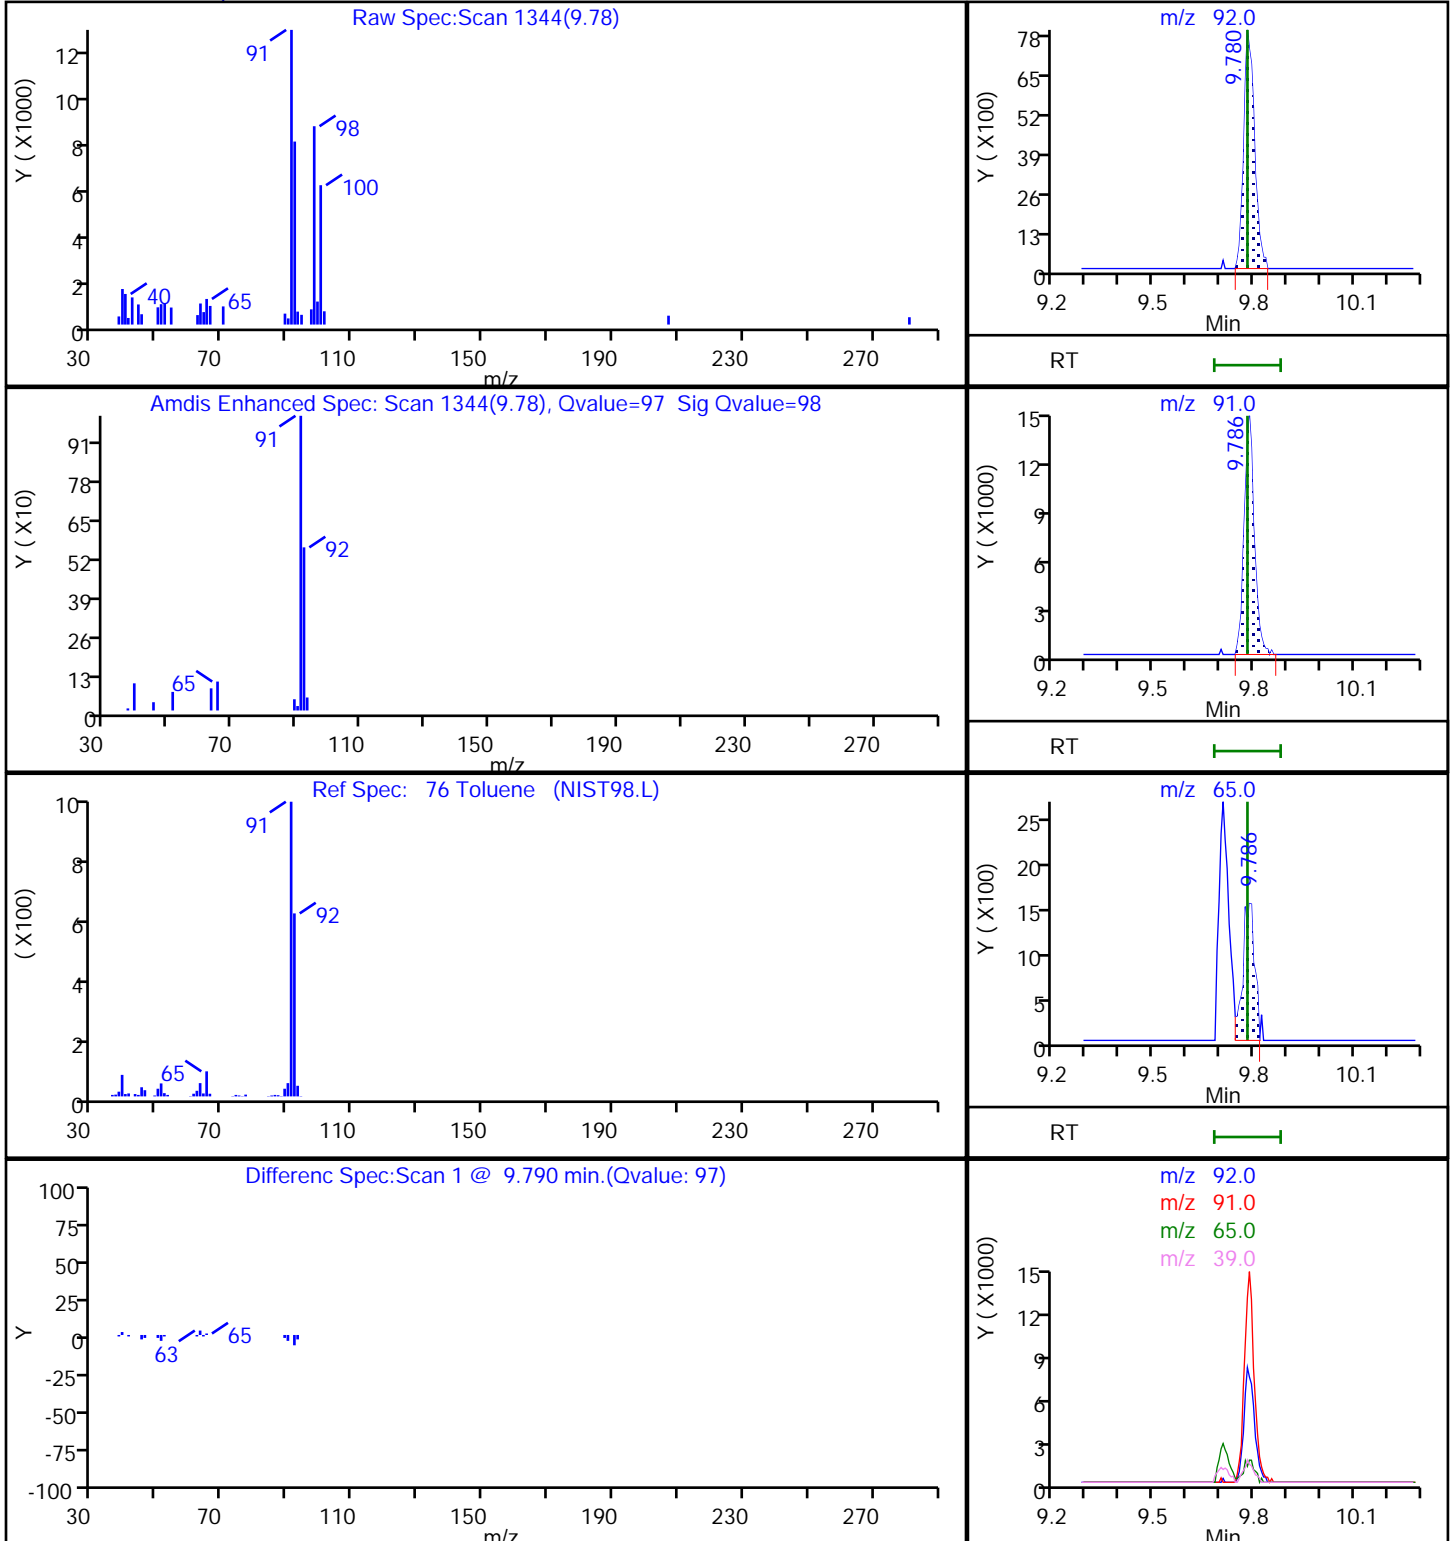 Raw Spec:Scan 1344(9.78)
Y ( X1000)
12
10
8
6
4
2
0
91
98
100
40
65
30 70 110 150 190 230 270
m/z
m/z 92.0
Y ( X100)
78
65
52
39
26
13
0
9.780
9.2 9.5 9.8 10.1
Min
RT
Amdis Enhanced Spec: Scan 1344(9.78), Qvalue=97 Sig Qvalue=98
Y ( X10)
91
78
65
52
39
26
13
0
91
92
65
30 70 110 150 190 230 270
m/z
m/z 91.0
Y ( X1000)
15
12
9
6
3
0
9.786
9.2 9.5 9.8 10.1
Min
RT
Ref Spec: 76 Toluene (NIST98.L)
( X100)
10
8
6
4
2
0
91
92
65
30 70 110 150 190 230 270
m/z 65.0
Y ( X100)
25
20
15
10
5
0
9.786
9.2 9.5 9.8 10.1
Min
RT
Differenc Spec:Scan 1 @ 9.790 min.(Qvalue: 97)
Y
100
75
50
25
0
-25
-50
-75
-100
63
65
30 70 110 150 190 230 270
m/z
m/z 92.0
m/z 91.0
m/z 65.0
m/z 39.0
Y ( X1000)
15
12
9
6
3
0
9.2 9.5 9.8 10.1
Min